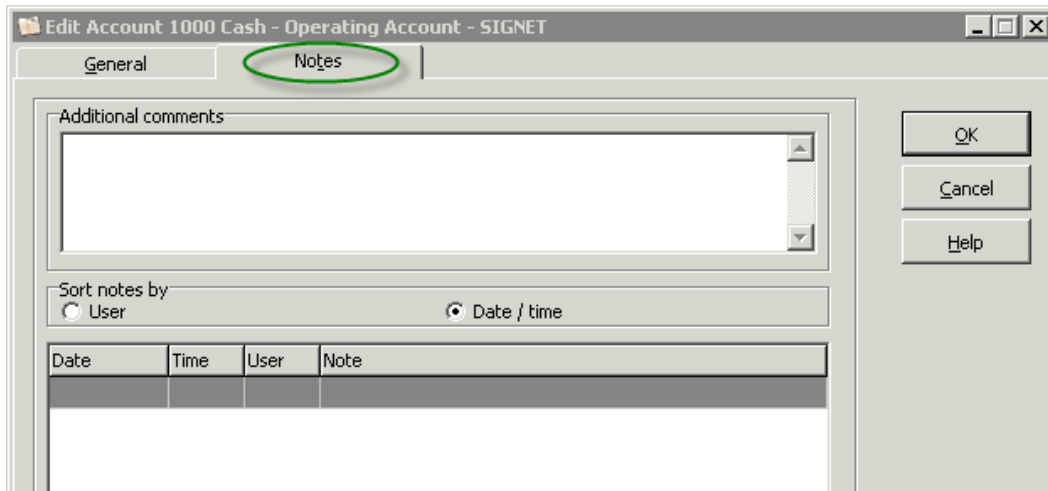 Edit Account 1000 Cash - Operating Account - SIGNET
General Notes
Additional comments
OK
Cancel
Help
Sort notes by
User Date / time
Date Time User Note